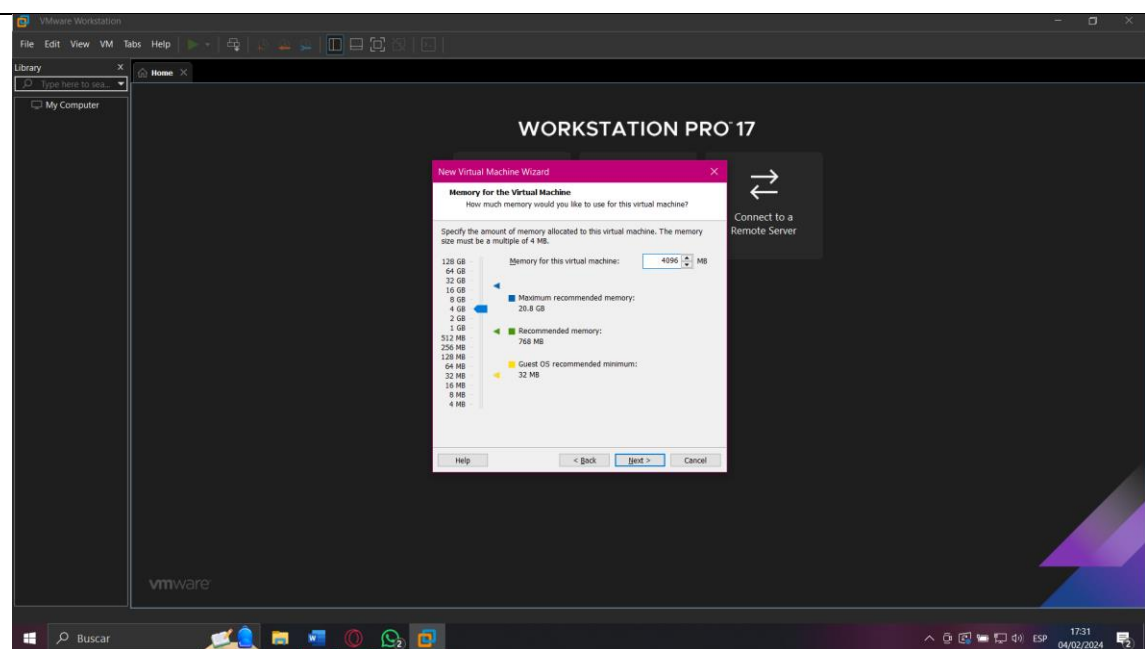 VMware Workstation
File Edit View VM Tabs Help
Library X
Type here to sea...
My Computer
Home
WORKSTATION PRO™ 17
Connect to a
Remote Server
New Virtual Machine Wizard
Memory for the Virtual Machine
How much memory would you like to use for this virtual machine?
Specify the amount of memory allocated to this virtual machine. The memory
size must be a multiple of 4 MB.
Memory for this virtual machine: 4096 MB
128 GB
64 GB
32 GB
16 GB
8 GB
4 GB
2 GB
1 GB
512 MB
256 MB
128 MB
64 MB
32 MB
16 MB
8 MB
4 MB
Maximum recommended memory:
28.8 GB
Recommended memory:
768 MB
Guest OS recommended minimum:
32 MB
Help < Back Next > Cancel
vmware
Buscar
2
ESP
17:31
04/02/2024
2